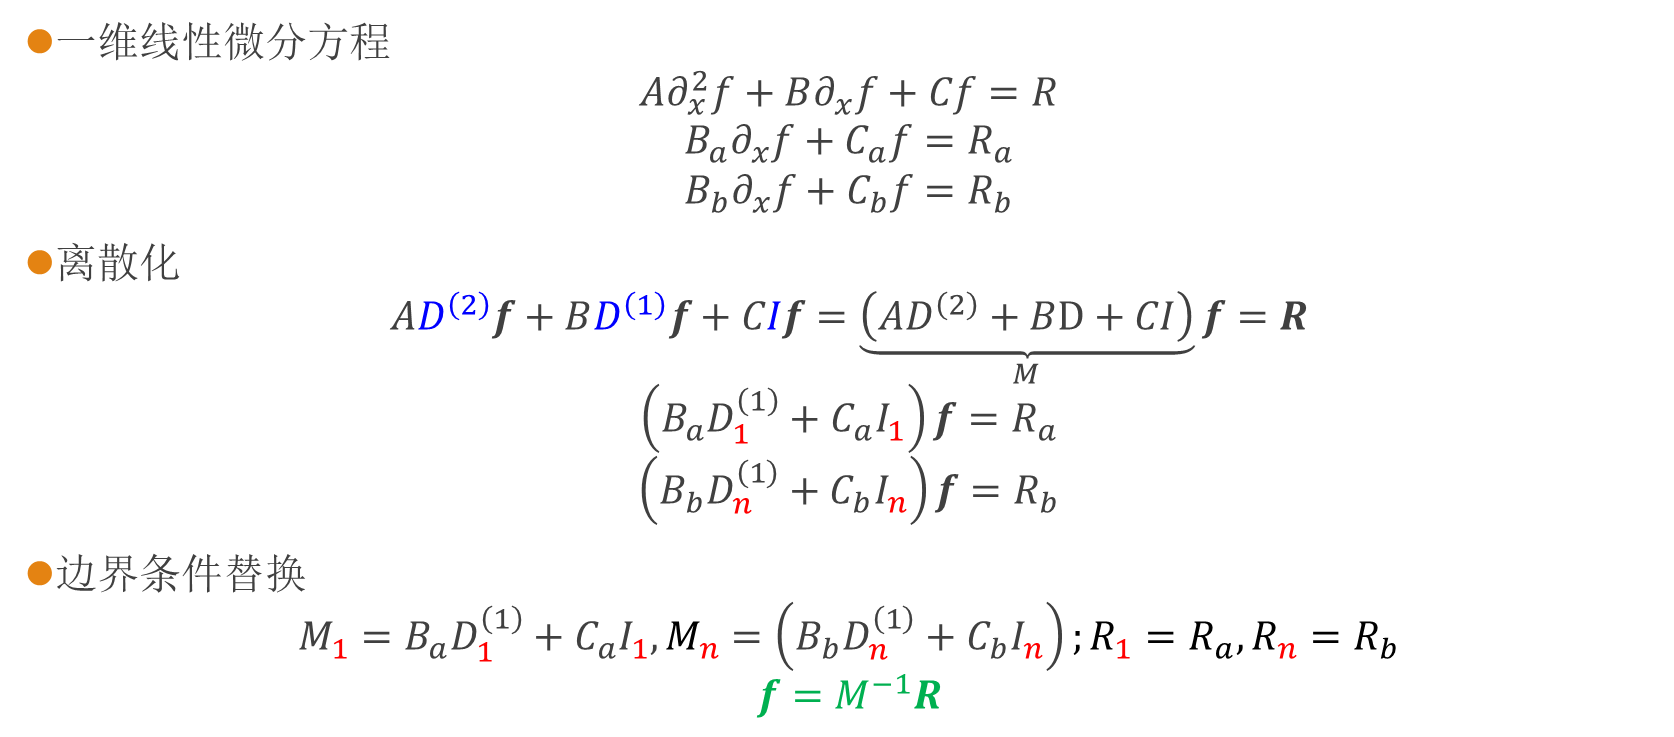 ●一维线性微分方程
A∂ₓ²f + B∂ₓf + Cf = R
Bₐ∂ₓf + Cₐf = Rₐ
B_b∂ₓf + C_bf = R_b
●离散化
AD⁽²⁾f + BD⁽¹⁾f + CIf = (AD⁽²⁾ + BD + CI) f = R
M
(BₐD₁⁽¹⁾ + CₐI₁) f = Rₐ
(B_bDₙ⁽¹⁾ + C_bIₙ) f = R_b
●边界条件替换
M₁ = BₐD₁⁽¹⁾ + CₐI₁, Mₙ = (B_bDₙ⁽¹⁾ + C_bIₙ) ; R₁ = Rₐ, Rₙ = R_b
f = M⁻¹R